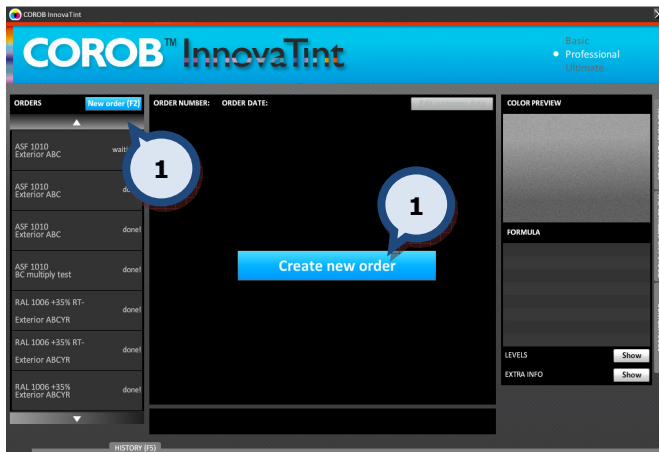 COROB InnovaTint
COROB™ InnovaTint
Basic
Professional
Ultimate
ORDERS
New order (F2)
ORDER NUMBER: ORDER DATE:
COLOR PREVIEW
ASF 1010
Exterior ABC
1
ASF 1010
Exterior ABC
1
ASF 1010
Exterior ABC
done!
FORMULA
ASF 1010
BC multiply test
done!
Create new order
RAL 1006 +35% RT-
Exterior ABCYR
done!
RAL 1006 +35% RT-
Exterior ABCYR
done!
LEVELS
Show
EXTRA INFO
Show
RAL 1006 +35%
Exterior ABCYR
done!
HISTORY (F5)